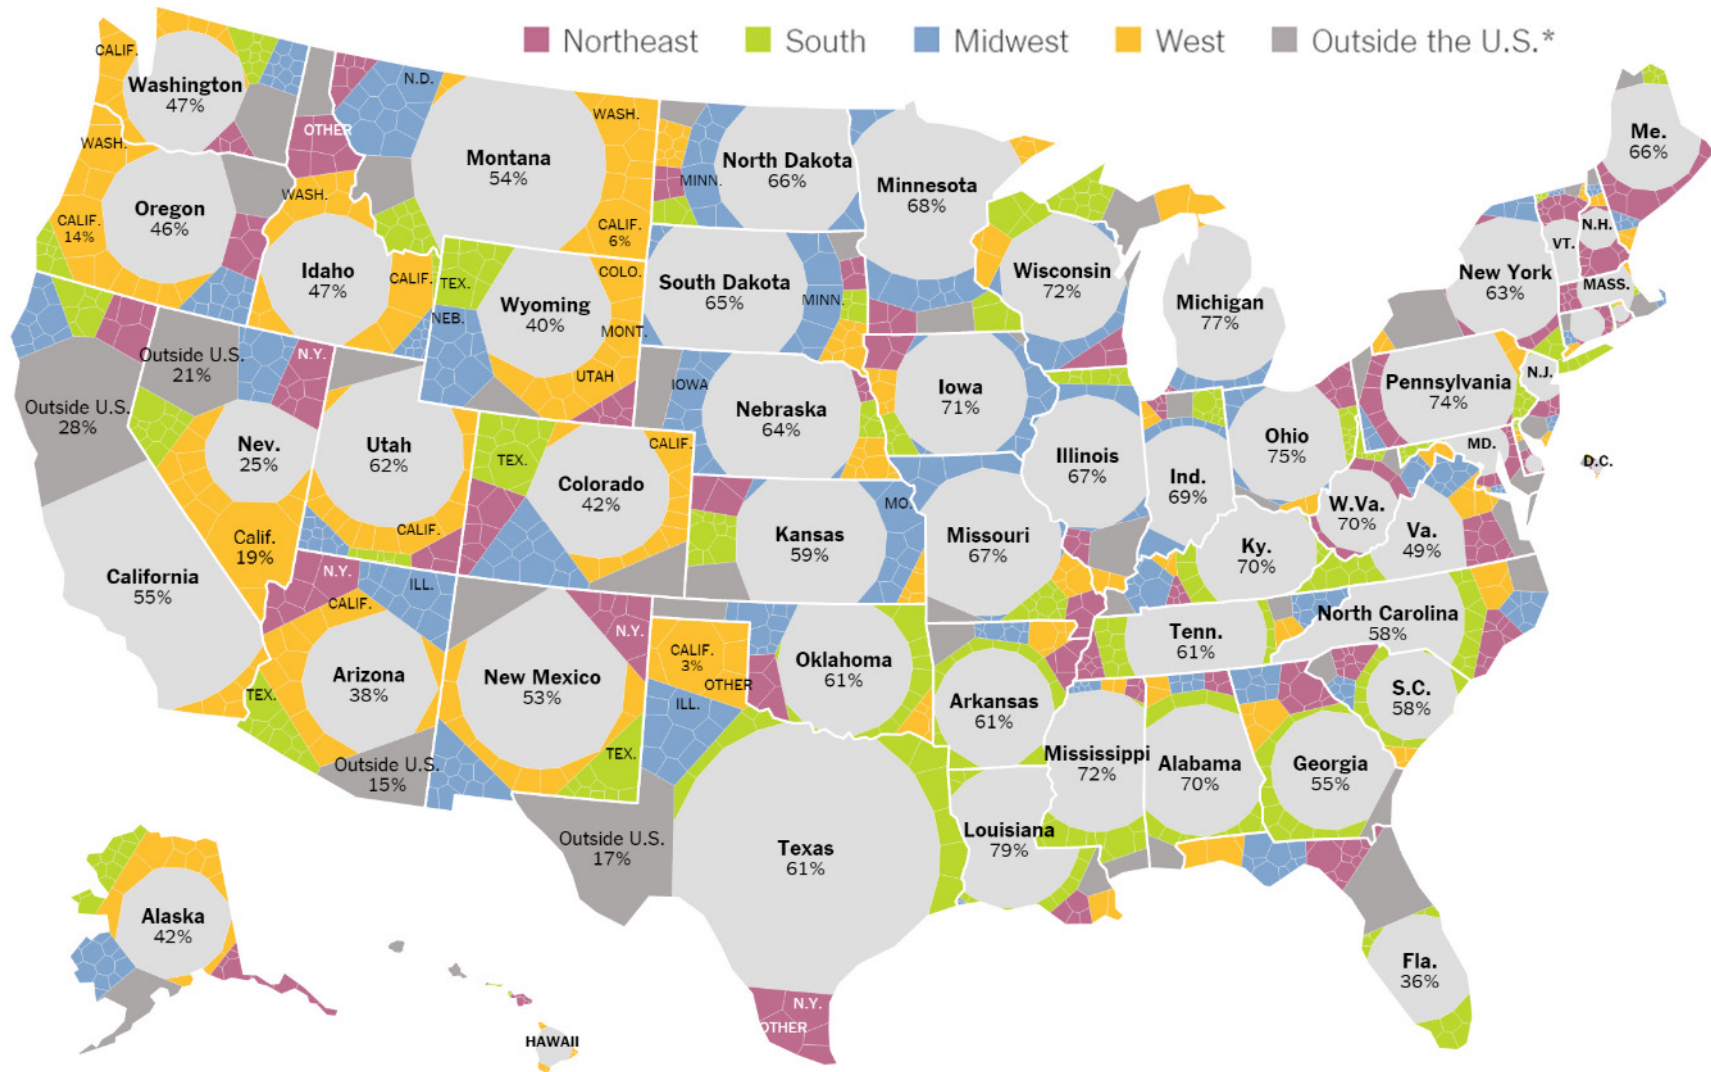 Northeast
South
Midwest
West
Outside the U.S.*
CALIF.
Washington
47%
WASH.
Oregon
46%
CALIF.
14%
OTHER
WASH.
Idaho
47%
CALIF.
N.D.
Montana
54%
WASH.
CALIF.
6%
TEX.
NEB.
Wyoming
40%
COLO.
MONT.
UTAH
MINN.
North Dakota
66%
South Dakota
65%
MINN.
Minnesota
68%
Wisconsin
72%
Michigan
77%
Me.
66%
N.H.
VT.
MASS.
New York
63%
Pennsylvania
74%
N.J.
MD.
D.C.
Outside U.S.
28%
California
55%
Outside U.S.
21%
N.Y.
Nev.
25%
Calif.
19%
Utah
62%
CALIF.
TEX.
Colorado
42%
CALIF.
IOWA
Nebraska
64%
Iowa
71%
Kansas
59%
MO.
Missouri
67%
Illinois
67%
Ind.
69%
Ohio
75%
W.Va.
70%
Va.
49%
Ky.
70%
Tenn.
61%
North Carolina
58%
S.C.
58%
N.Y.
ILL.
CALIF.
Arizona
38%
TEX.
Outside U.S.
15%
New Mexico
53%
N.Y.
TEX.
CALIF.
3%
OTHER
ILL.
Oklahoma
61%
Arkansas
61%
Mississippi
72%
Alabama
70%
Georgia
55%
Outside U.S.
17%
Texas
61%
N.Y.
OTHER
Louisiana
79%
Fla.
36%
Alaska
42%
HAWAII